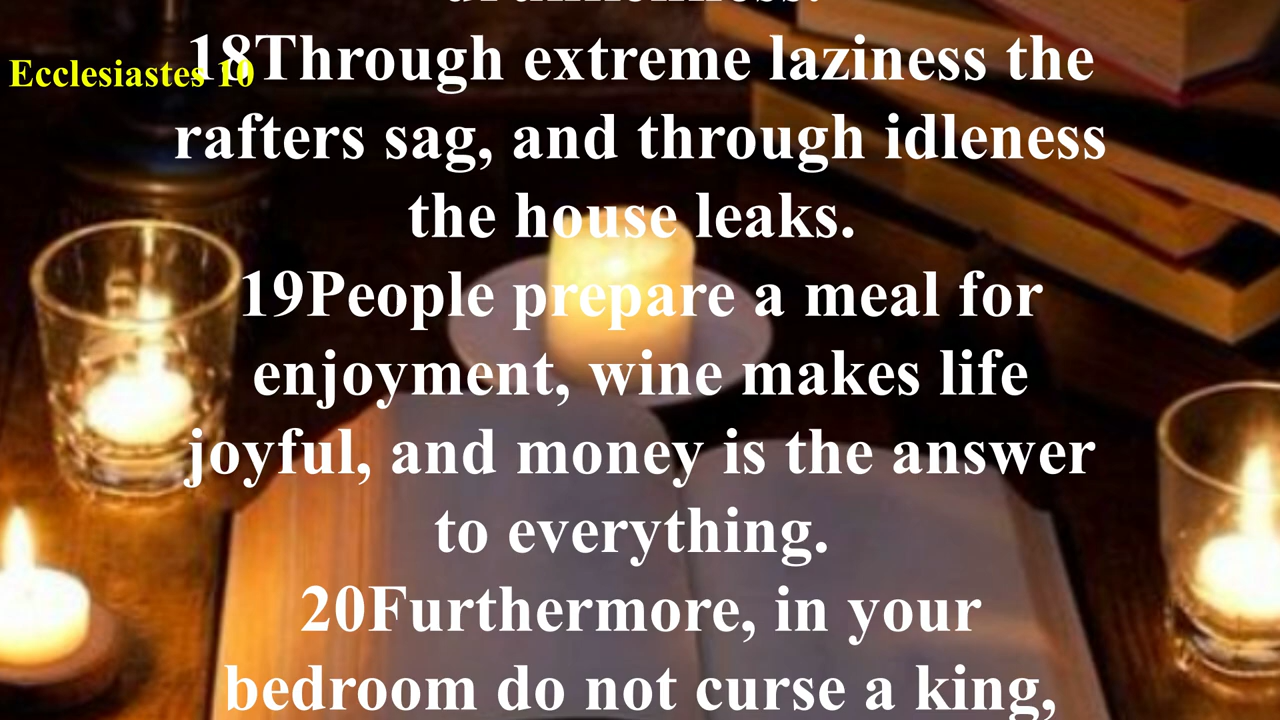 18Through extreme laziness the
Ecclesiastes 10
rafters sag, and through idleness
the house leaks.
19People prepare a meal for
enjoyment, wine makes life
joyful, and money is the answer
to everything.
20Furthermore, in your
bedroom do not curse a king,